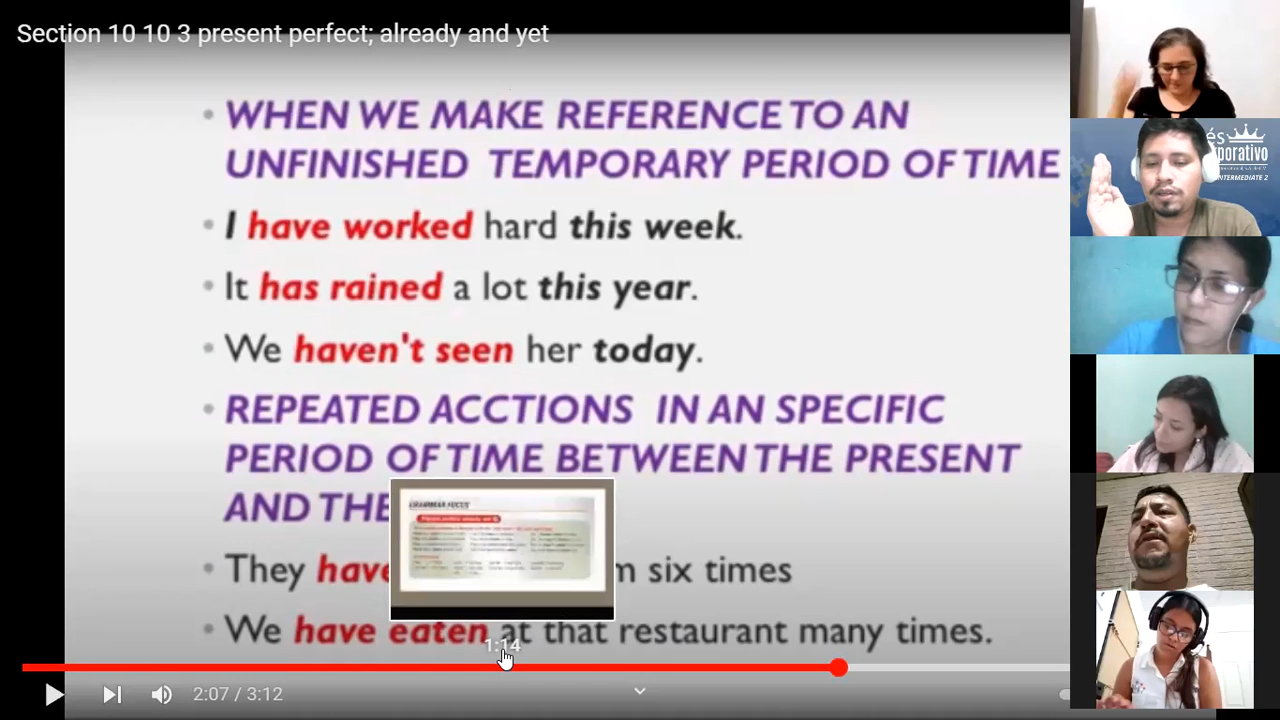 Section 10 10 3 present perfect; already and yet
• WHEN WE MAKE REFERENCE TO AN
UNFINISHED TEMPORARY PERIOD OF TIME
• I have worked hard this week.
• It has rained a lot this year.
• We haven't seen her today.
• REPEATED ACCTIONS IN AN SPECIFIC
PERIOD OF TIME BETWEEN THE PRESENT
AND THE
• They have m six times
• We have eaten at that restaurant many times.
GRAMMAR FOCUS
1:14
2:07 / 3:12
és
porativo
INTERMEDIATE 2